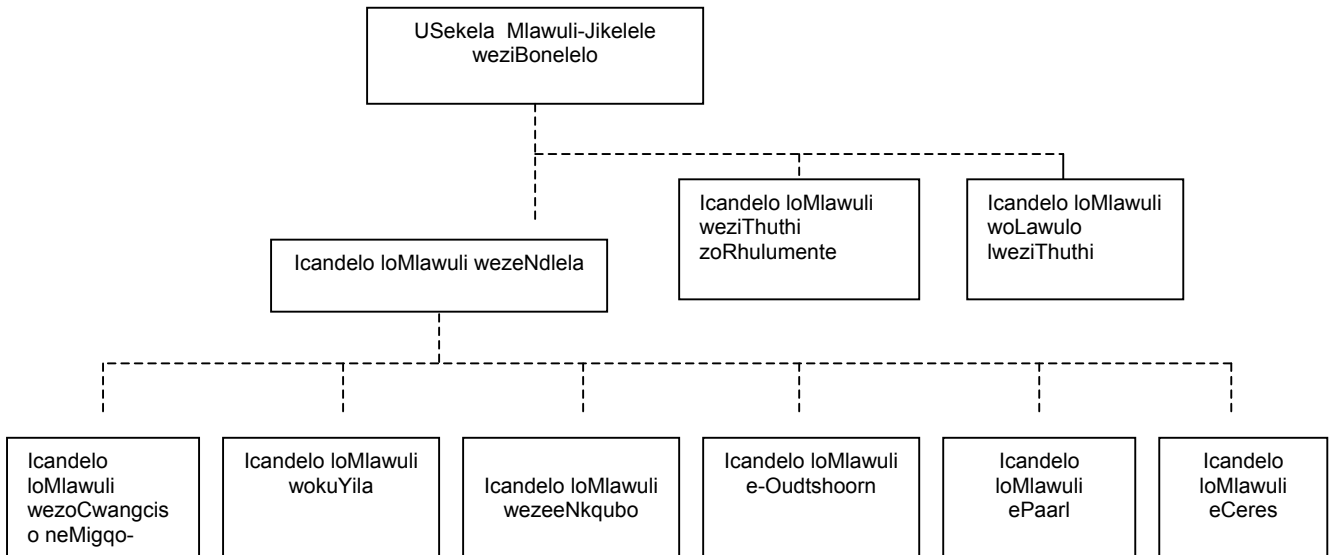 USekela Mlawuli-Jikelele
weziBonelelo
Icandelo loMlawuli
weziThuthi
zoRhulumente
Icandelo loMlawuli
woLawulo
lweziThuthi
Icandelo loMlawuli wezeNdlela
Icandelo
loMlawuli
wezoCwangcis
o neMigqo-
Icandelo loMlawuli
wokuYila
Icandelo loMlawuli
wezeeNkqubo
Icandelo loMlawuli
e-Oudtshoorn
Icandelo
loMlawuli
ePaarl
Icandelo
loMlawuli
eCeres